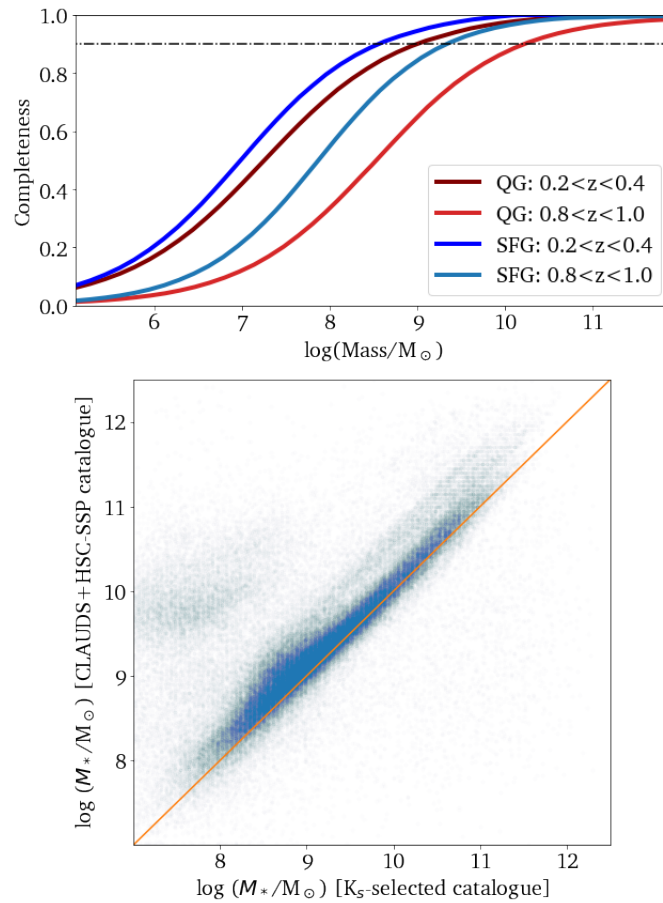 1.0
0.8
0.6
0.4
0.2
0.0
Completeness
QG: 0.2<z<0.4
QG: 0.8<z<1.0
SFG: 0.2<z<0.4
SFG: 0.8<z<1.0
6 7 8 9 10 11
log(Mass/M⊙)
12
11
10
9
8
log (M*/M⊙) [CLAUDS+HSC-SSP catalogue]
8 9 10 11 12
log (M*/M⊙) [Ks-selected catalogue]